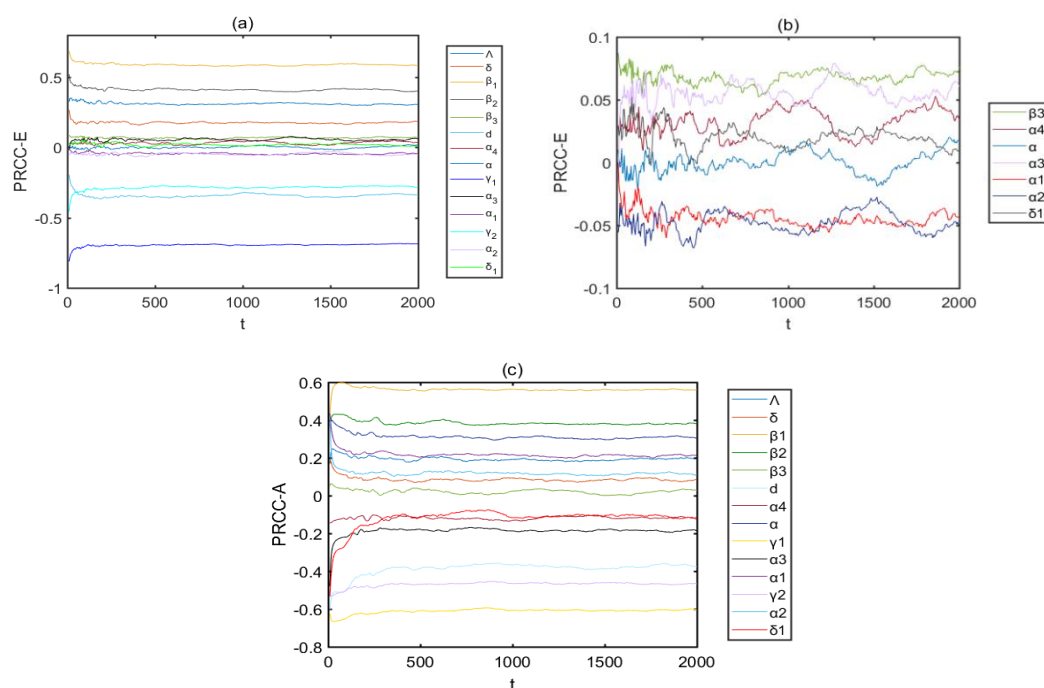 (a)
PRCC-E
0.5
0
-0.5
-1
0 500 1000 1500 2000
t
Λ
δ
β1
β2
β3
d
α4
α
γ1
α3
α1
γ2
α2
δ1
(b)
PRCC-E
0.1
0.05
0
-0.05
-0.1
0 500 1000 1500 2000
t
β3
α4
α
α3
α1
α2
δ1
(c)
PRCC-A
0.6
0.4
0.2
0
-0.2
-0.4
-0.6
-0.8
0 500 1000 1500 2000
t
Λ
δ
β1
β2
β3
d
α4
α
γ1
α3
α1
γ2
α2
δ1